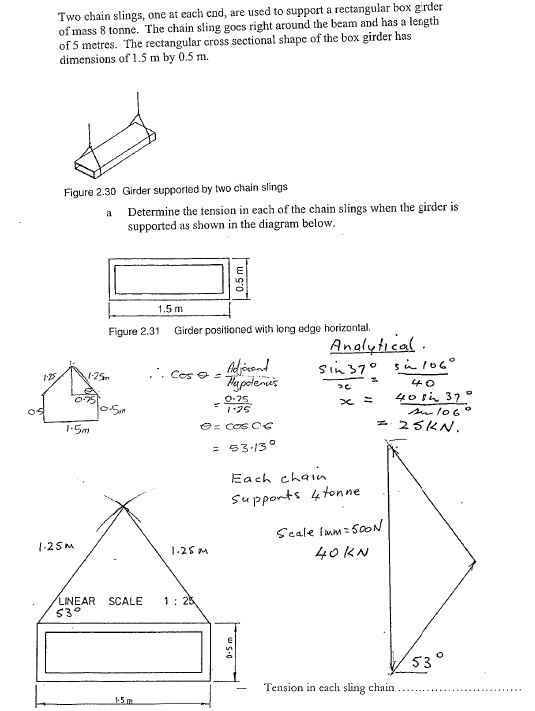 Two chain slings, one at each end, are used to support a rectangular box girder
of mass 8 tonne. The chain sling goes right around the beam and has a length
of 5 metres. The rectangular cross sectional shape of the box girder has
dimensions of 1.5 m by 0.5 m.
Figure 2.30 Girder supported by two chain slings
a Determine the tension in each of the chain slings when the girder is
supported as shown in the diagram below.
0.5 m
1.5 m
Figure 2.31 Girder positioned with long edge horizontal.
Analytical.
1.25
1.25m
θ
0.75
0.5
0.5m
1.5m
∴ Cos θ = Adjacent
Hypotenus
= 0.75
1.25
θ = cos 0.6
= 53.13°
sin 37° = sin 106°
x 40
x = 40 sin 37°
sin 106°
= 25KN.
Each chain
supports 4 tonne
Scale 1mm = 500N
40 KN
1.25M
1.25M
LINEAR SCALE 1 : 25
53°
0.5 m
1.5 m
53°
Tension in each sling chain ..............................